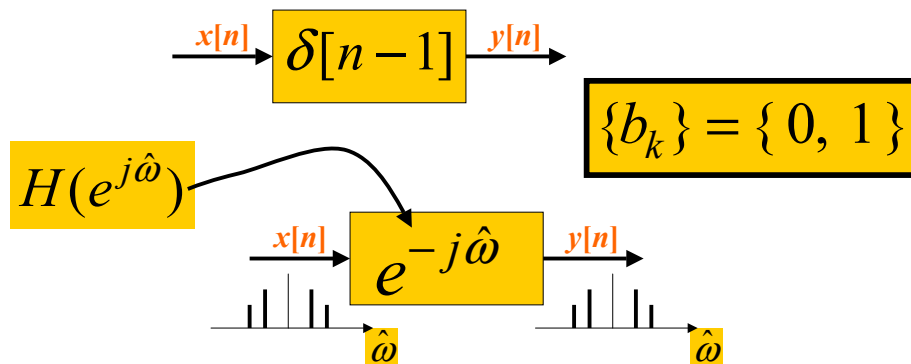 x[n] δ[n − 1] y[n]
{b_k} = { 0, 1 }
H(e^{jω̂})
x[n] e^{−jω̂} y[n]
ω̂ ω̂